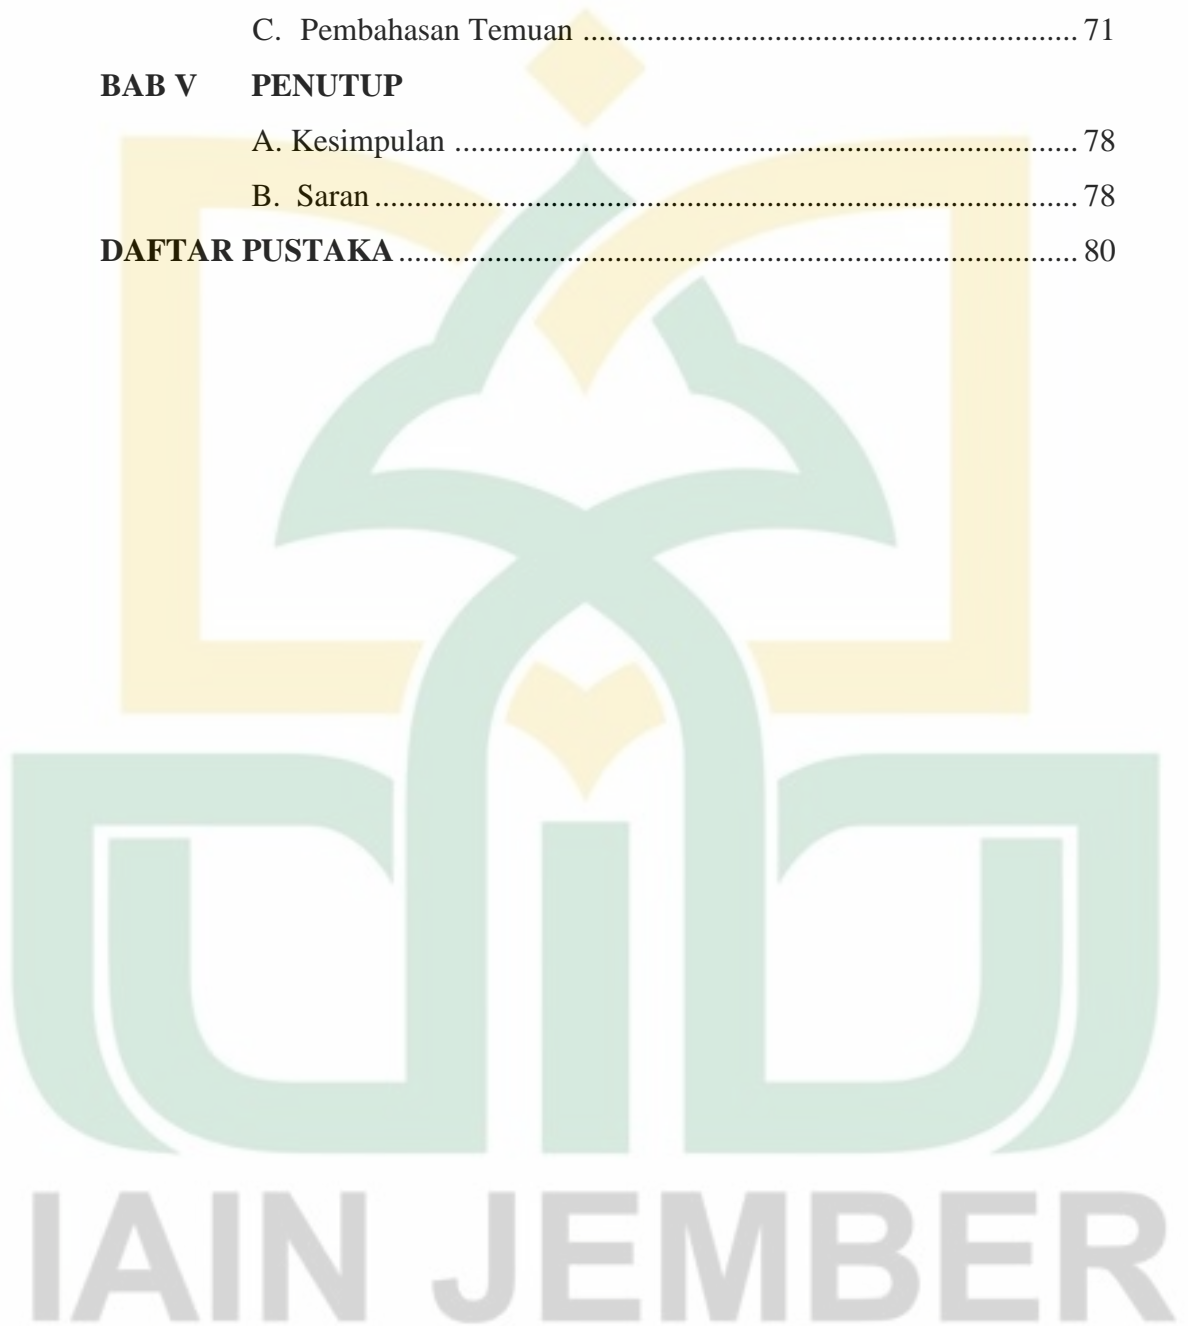 C. Pembahasan Temuan ................................................... 71
BAB V PENUTUP
A. Kesimpulan ................................................................ 78
B. Saran ......................................................................... 78
DAFTAR PUSTAKA ...................................................................... 80
IAIN JEMBER